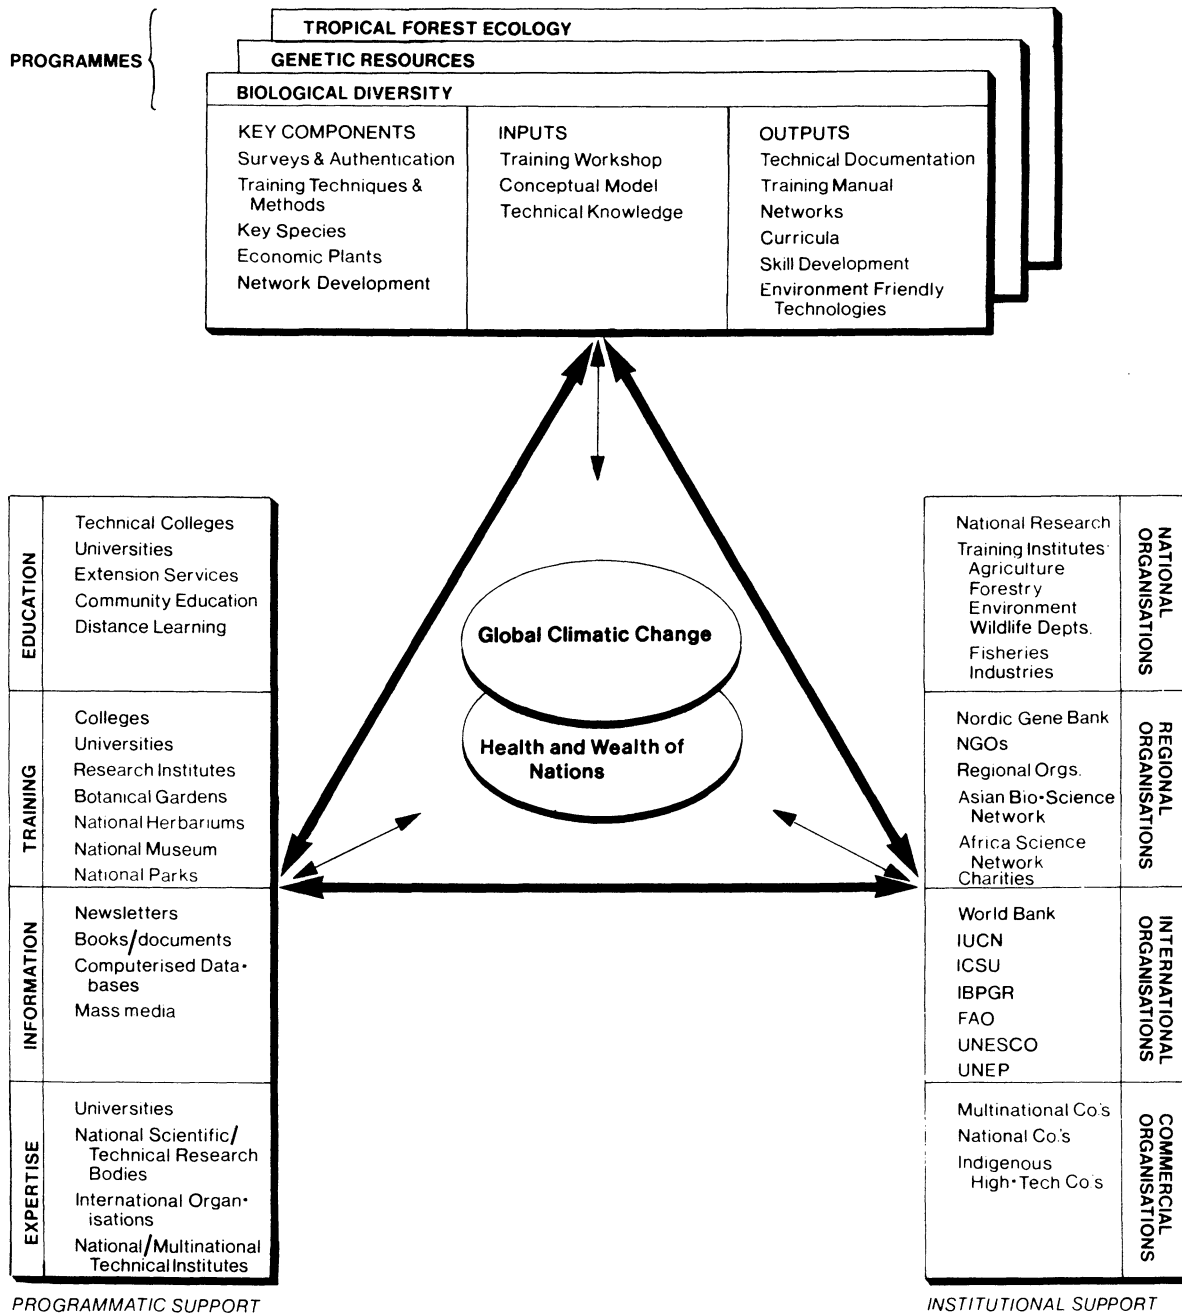 PROGRAMMES
TROPICAL FOREST ECOLOGY
GENETIC RESOURCES
BIOLOGICAL DIVERSITY
KEY COMPONENTS
Surveys & Authentication
Training Techniques &
Methods
Key Species
Economic Plants
Network Development
INPUTS
Training Workshop
Conceptual Model
Technical Knowledge
OUTPUTS
Technical Documentation
Training Manual
Networks
Curricula
Skill Development
Environment Friendly
Technologies
Global Climatic Change
Health and Wealth of
Nations
EDUCATION
Technical Colleges
Universities
Extension Services
Community Education
Distance Learning
TRAINING
Colleges
Universities
Research Institutes
Botanical Gardens
National Herbariums
National Museum
National Parks
INFORMATION
Newsletters
Books/documents
Computerised Data-
bases
Mass media
EXPERTISE
Universities
National Scientific/
Technical Research
Bodies
International Organ-
isations
National/Multinational
Technical Institutes
PROGRAMMATIC SUPPORT
National Research
Training Institutes
Agriculture
Forestry
Environment
Wildlife Depts.
Fisheries
Industries
NATIONAL
ORGANISATIONS
Nordic Gene Bank
NGOs
Regional Orgs.
Asian Bio-Science
Network
Africa Science
Network
Charities
REGIONAL
ORGANISATIONS
World Bank
IUCN
ICSU
IBPGR
FAO
UNESCO
UNEP
INTERNATIONAL
ORGANISATIONS
Multinational Co's
National Co's
Indigenous
High-Tech Co's
COMMERCIAL
ORGANISATIONS
INSTITUTIONAL SUPPORT